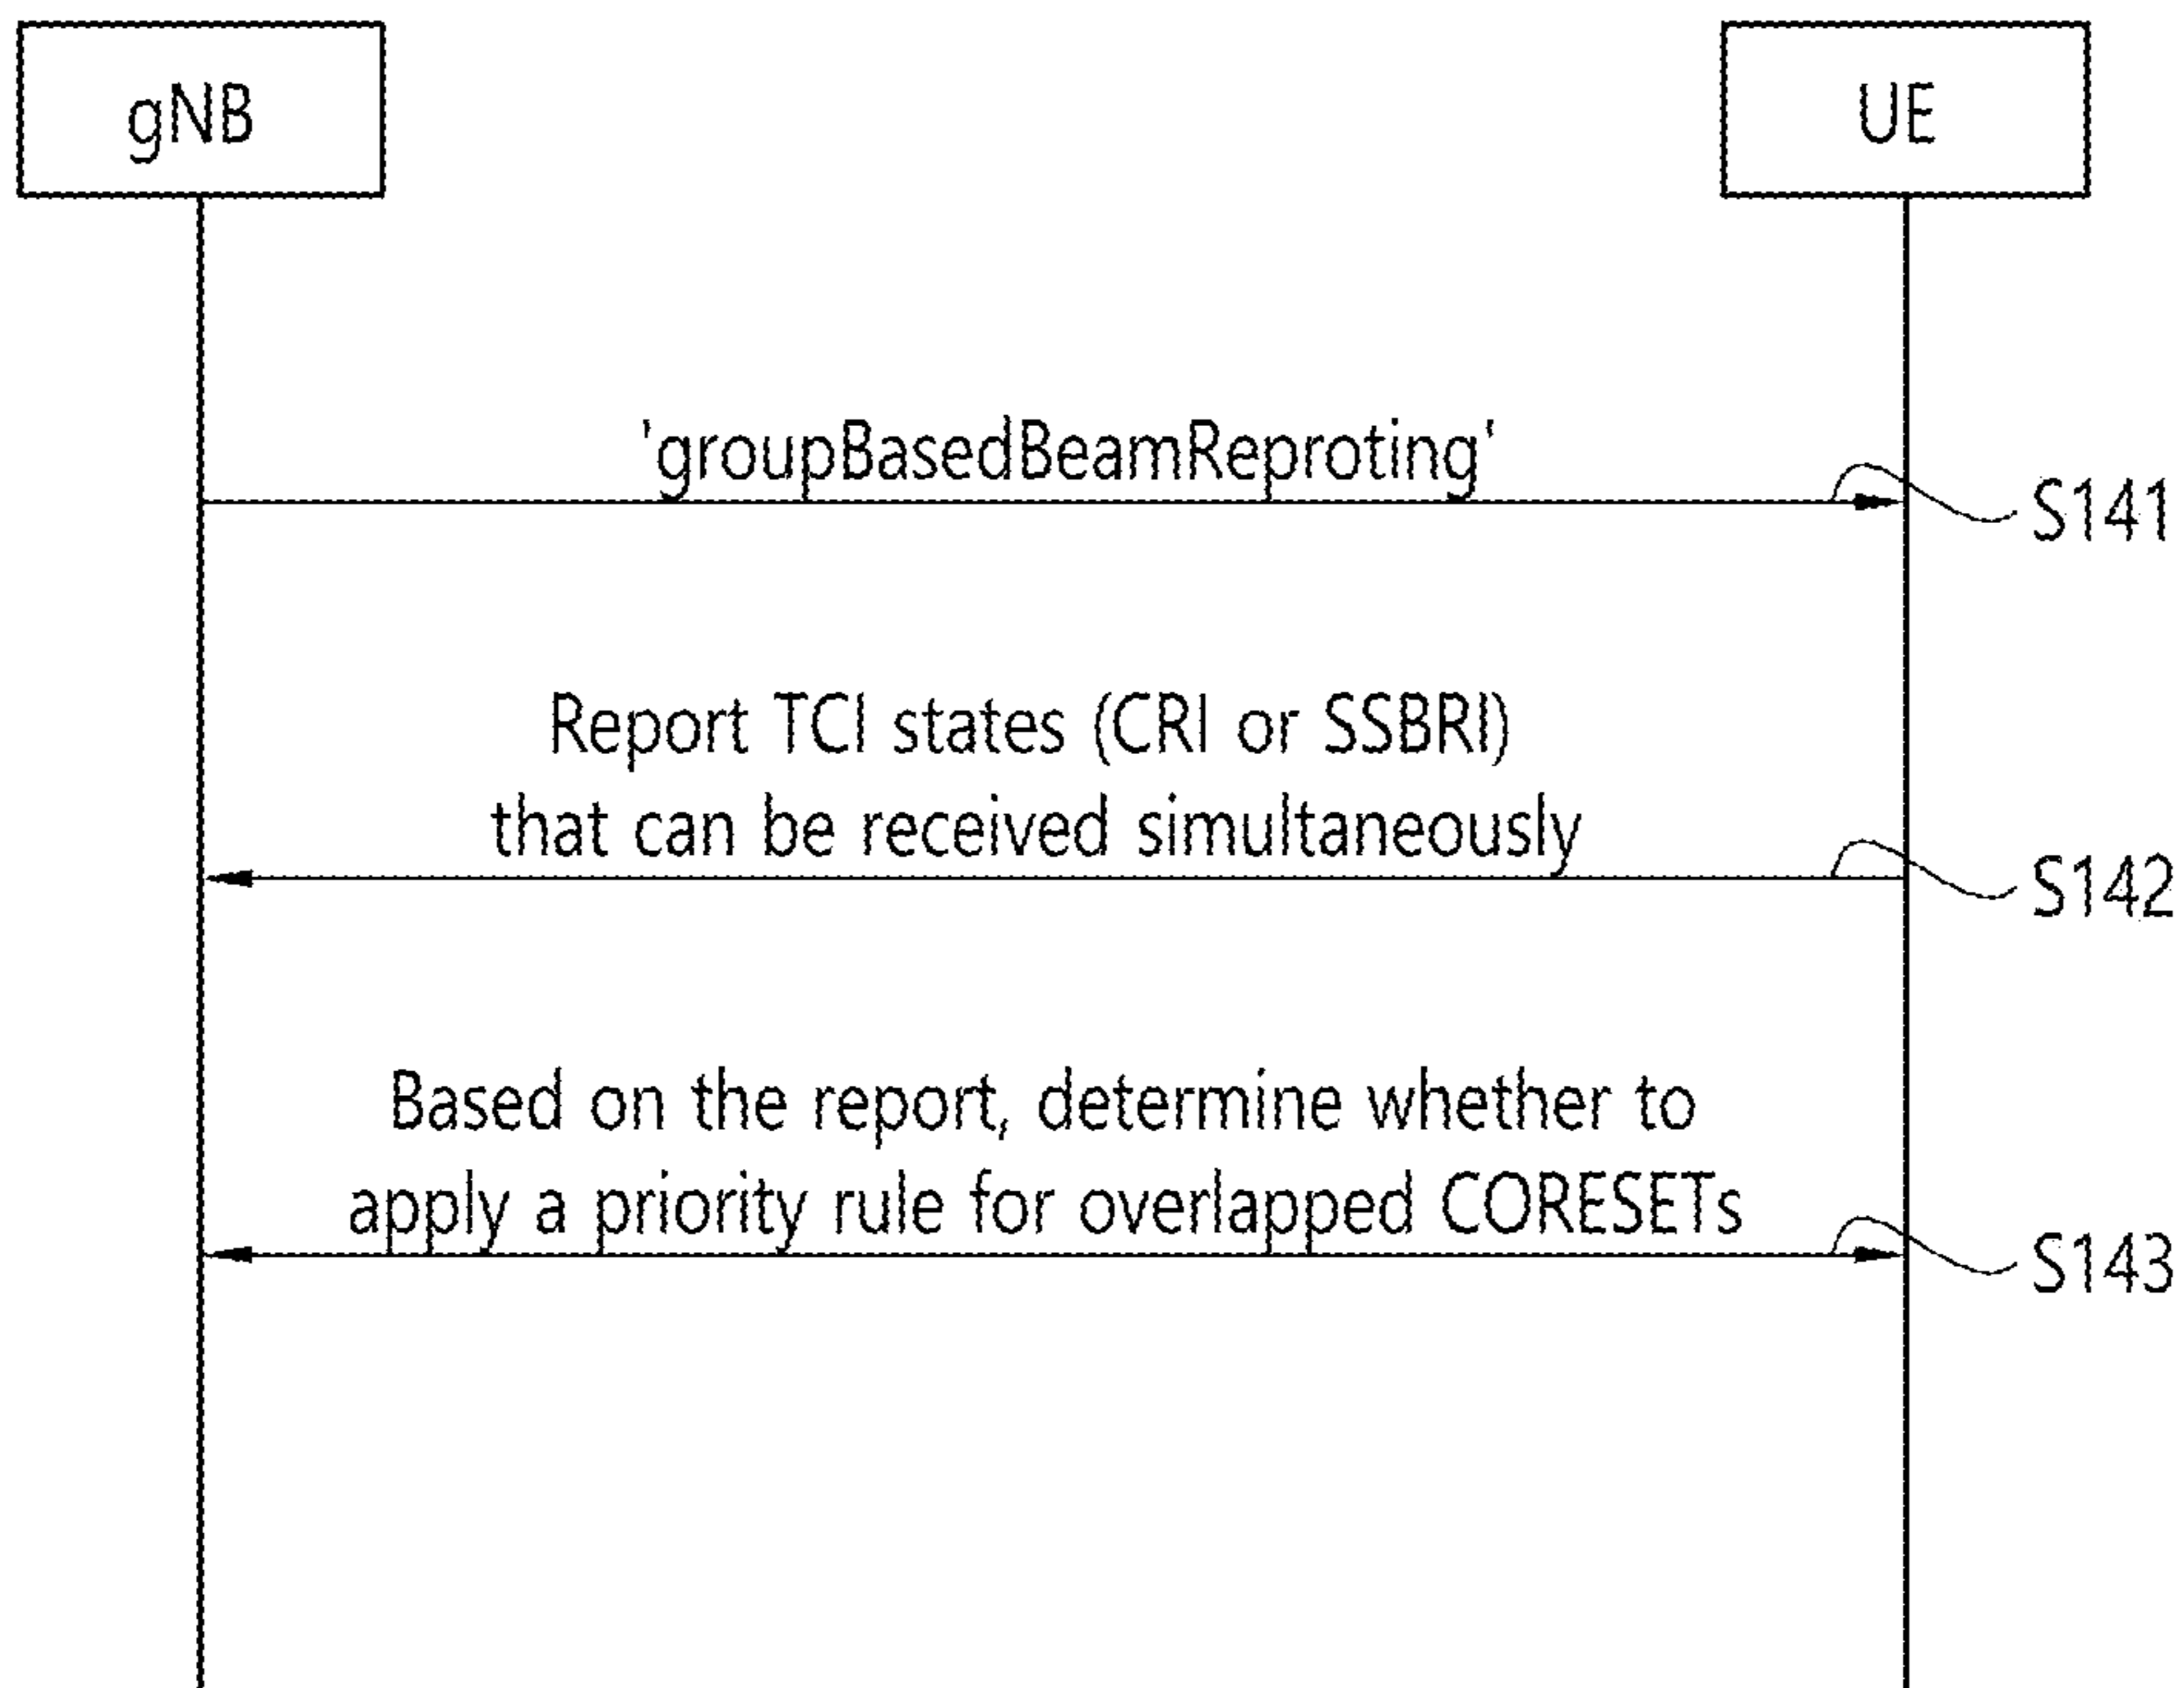 gNB
UE
'groupBasedBeamReproting'
S141
Report TCI states (CRI or SSBRI)
that can be received simultaneously
S142
Based on the report, determine whether to
apply a priority rule for overlapped CORESETs
S143